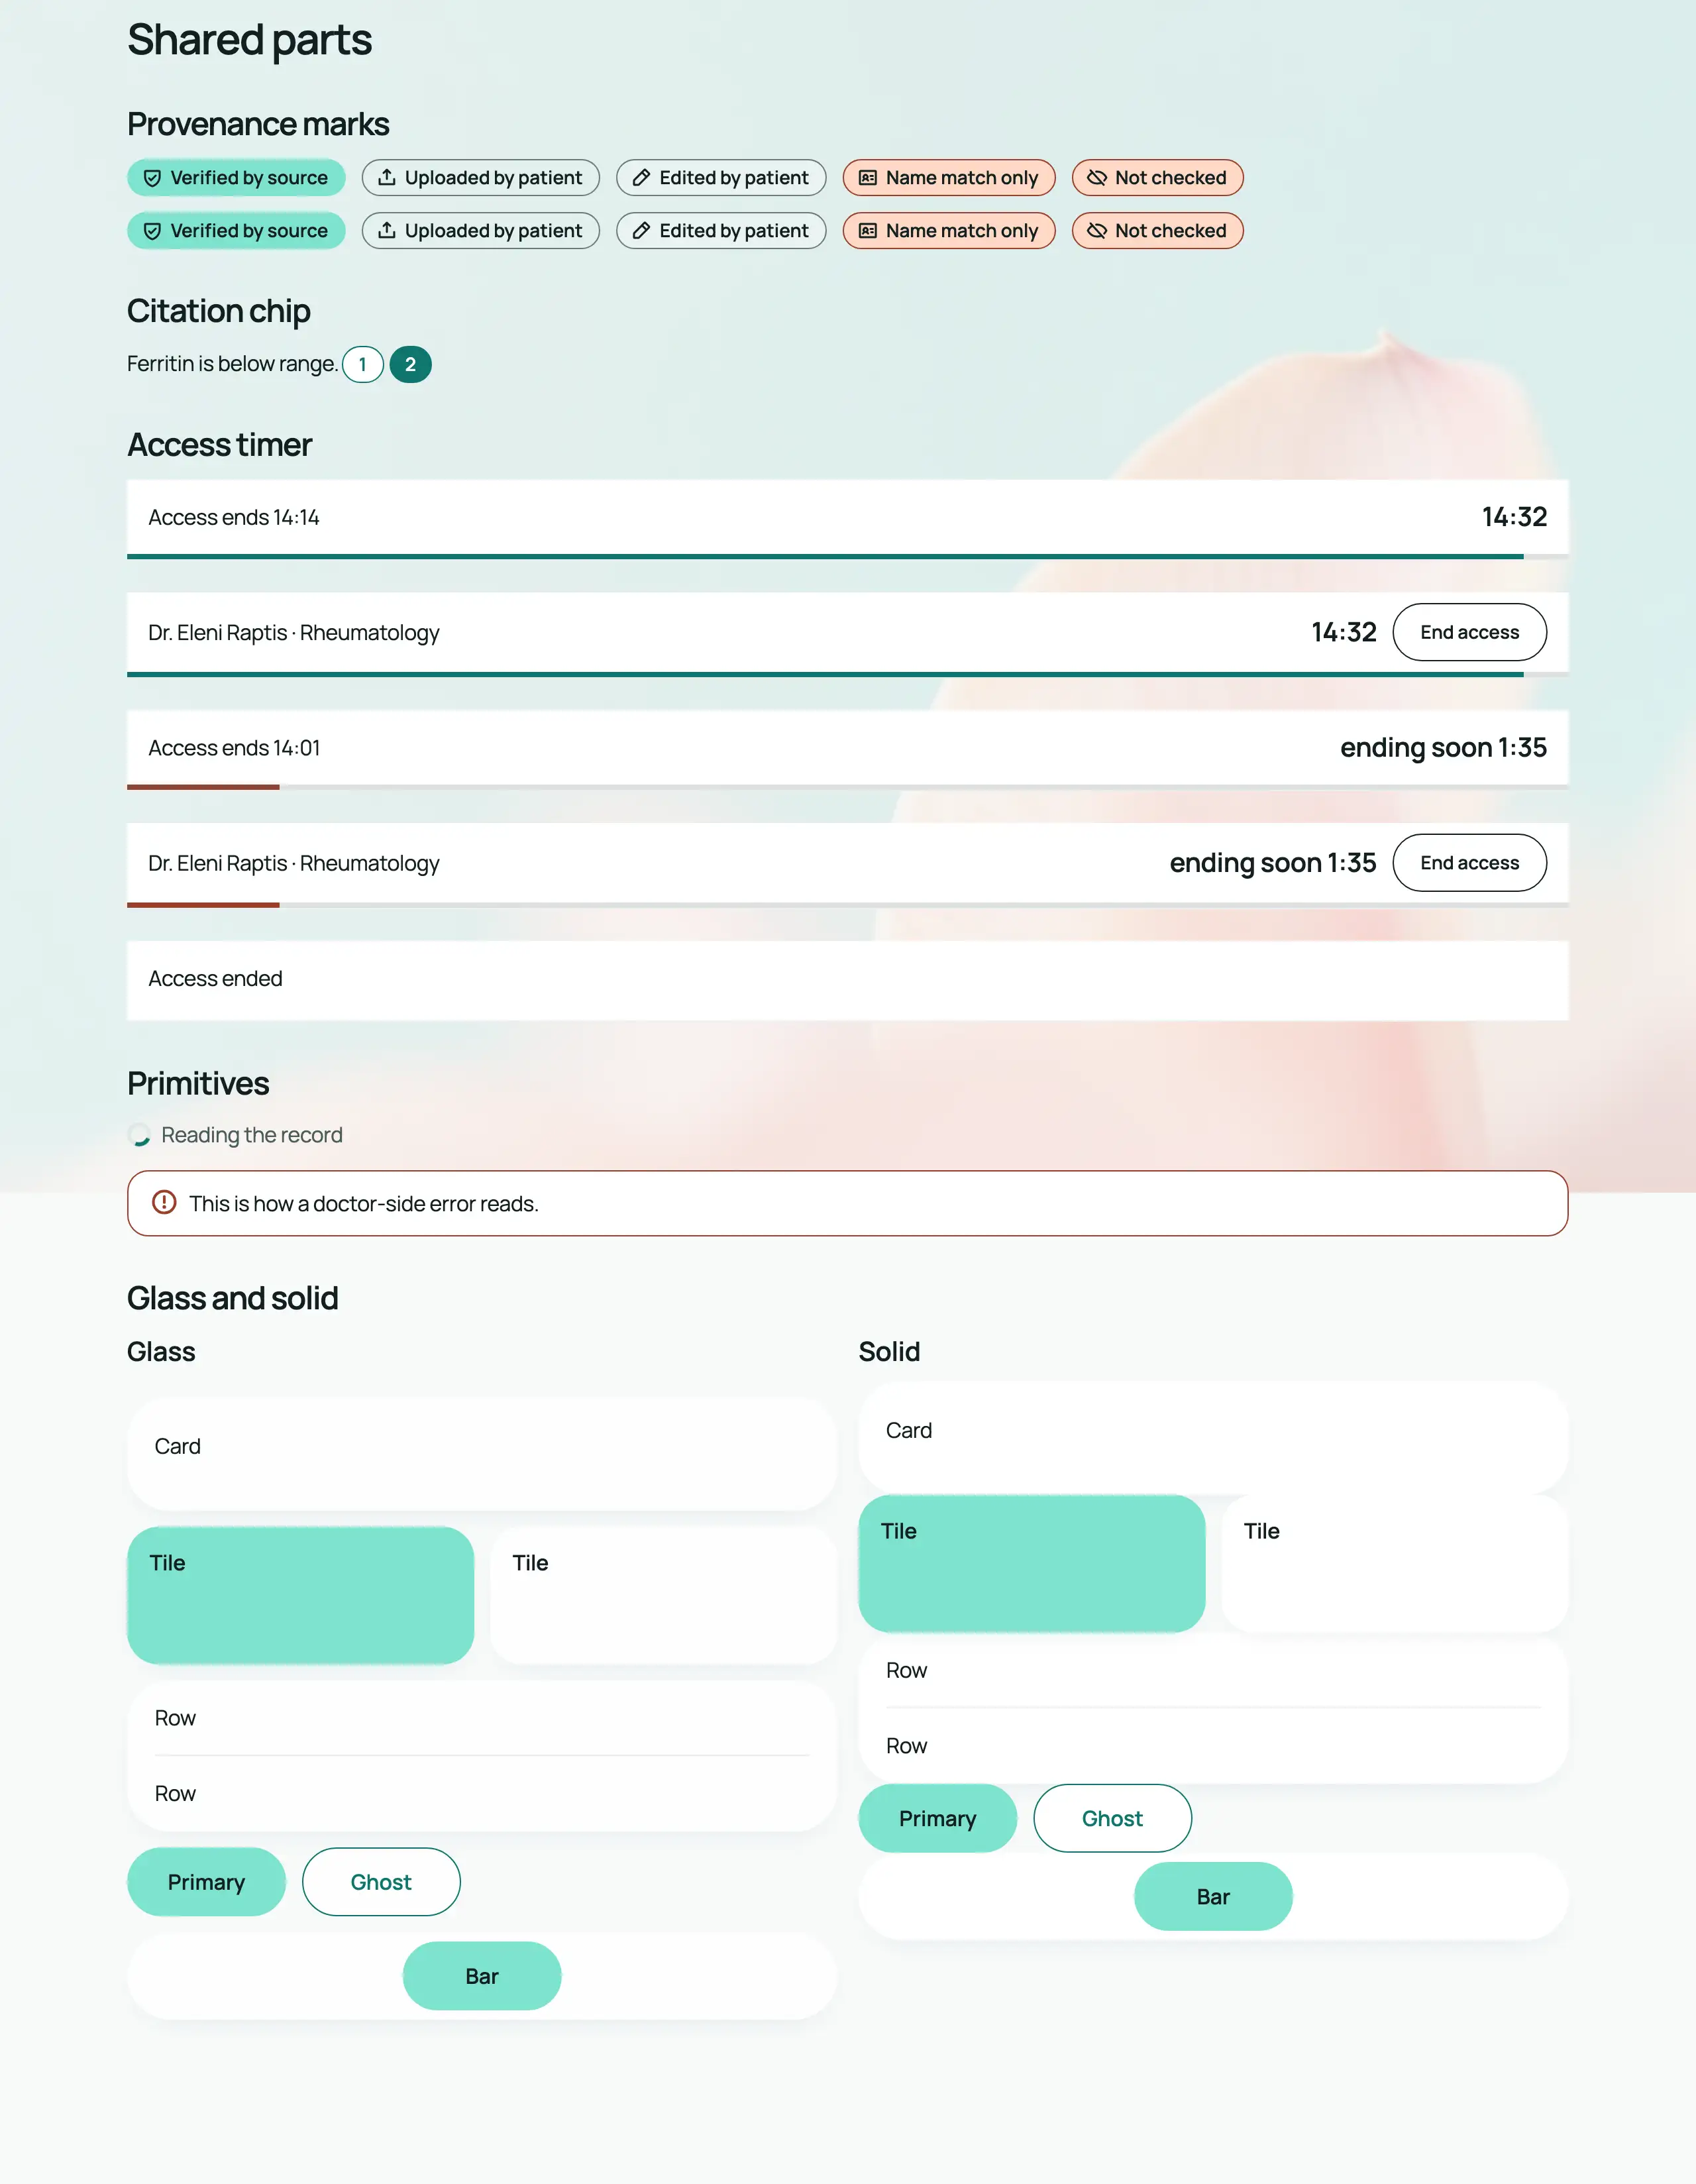 Shared parts
Provenance marks
Verified by source Uploaded by patient Edited by patient Name match only Not checked
Verified by source Uploaded by patient Edited by patient Name match only Not checked
Citation chip
Ferritin is below range. 1 2
Access timer
Access ends 14:14 14:32
Dr. Eleni Raptis · Rheumatology 14:32 End access
Access ends 14:01 ending soon 1:35
Dr. Eleni Raptis · Rheumatology ending soon 1:35 End access
Access ended
Primitives
Reading the record
This is how a doctor-side error reads.
Glass and solid
Glass
Card
Tile Tile
Row
Row
Primary Ghost
Bar
Solid
Card
Tile Tile
Row
Row
Primary Ghost
Bar